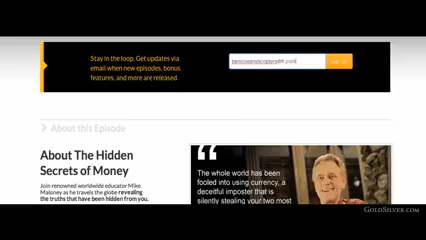 Stay in the loop. Get updates via
email when new episodes, bonus
features, and more are released.
About this Episode
About The Hidden
Secrets of Money
Join renowned worldwide educator Mike
Maloney as he travels the globe revealing
the truths that have been hidden from you.
“
The whole world has been
fooled into using currency, a
deceitful imposter that is
silently stealing your two most
GoldSilver.com